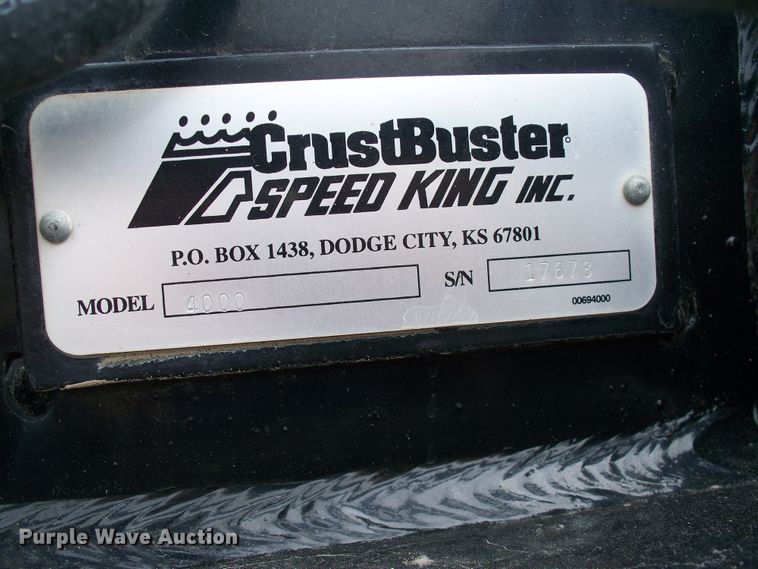 CrustBuster
SPEED KING INC.
P.O. BOX 1438, DODGE CITY, KS 67801
MODEL 4000 S/N 17678
00694000
Purple Wave Auction